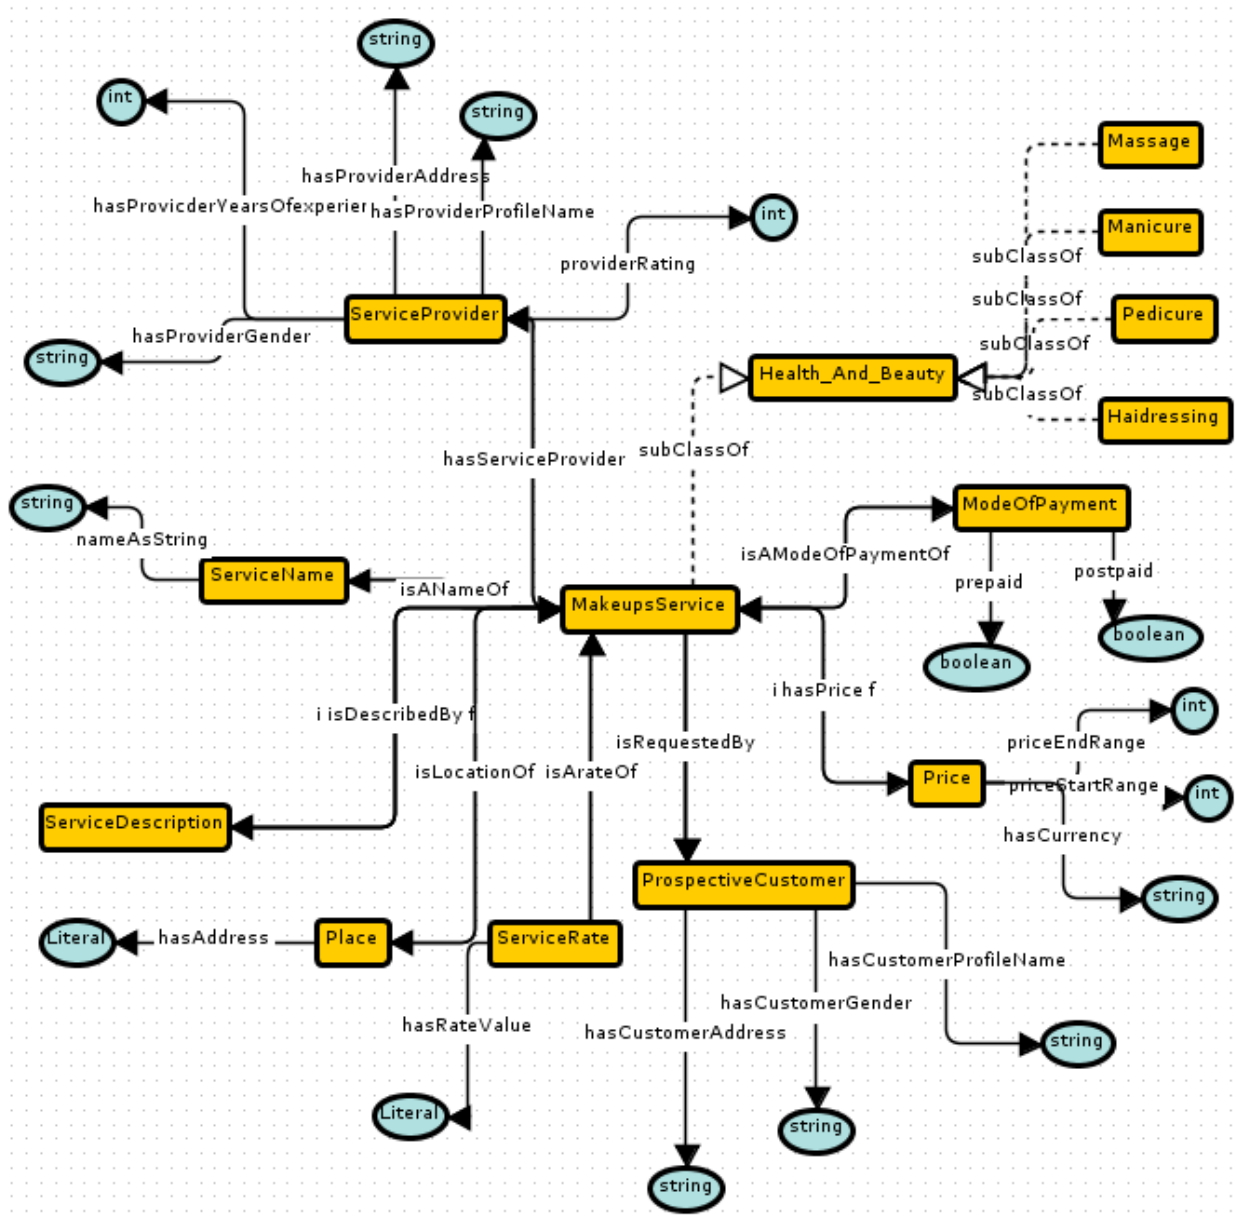 string
int
string
hasProviderAddress
hasProvicderYearsOfexperier
hasProviderProfileName
int
providerRating
ServiceProvider
hasProviderGender
string
Massage
Manicure
subClassOf
subClassOf
Pedicure
subClassOf
Health_And_Beauty
subClassOf
Haidressing
subClassOf
hasServiceProvider
string
nameAsString
ServiceName
isANameOf
ModeOfPayment
isAModeOfPaymentOf
prepaid
postpaid
boolean
boolean
MakeupsService
i hasPrice f
i isDescribedBy f
isRequestedBy
isLocationOf
isArateOf
int
priceEndRange
Price
priceStartRange
int
hasCurrency
string
ServiceDescription
ProspectiveCustomer
Literal
hasAddress
Place
ServiceRate
hasCustomerProfileName
hasCustomerGender
hasRateValue
hasCustomerAddress
string
Literal
string
string